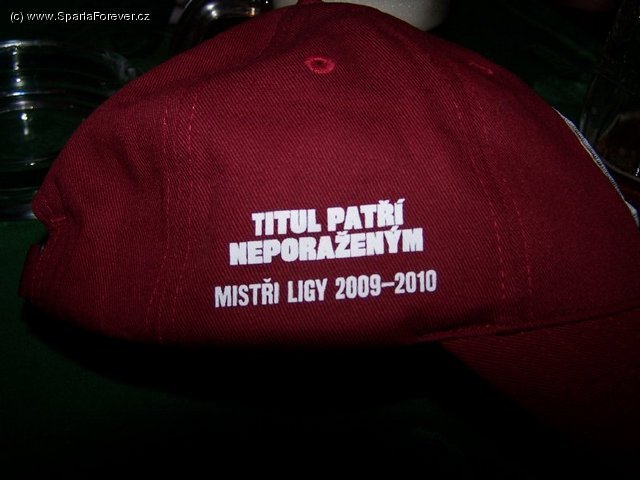 (c) www.SpartaForever.cz
TITUL PATŘÍ
NEPORAŽENÝM
MISTŘI LIGY 2009-2010